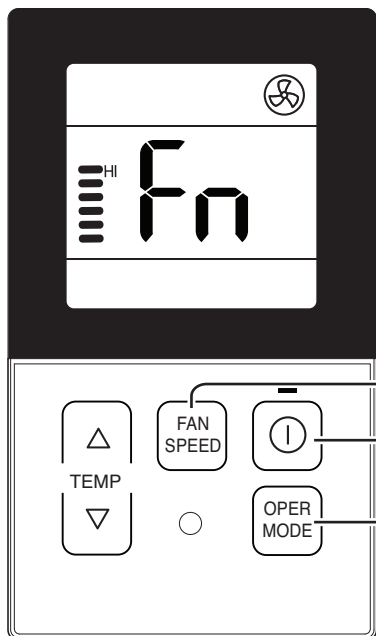 HI
Fn
FAN
SPEED
TEMP
OPER
MODE